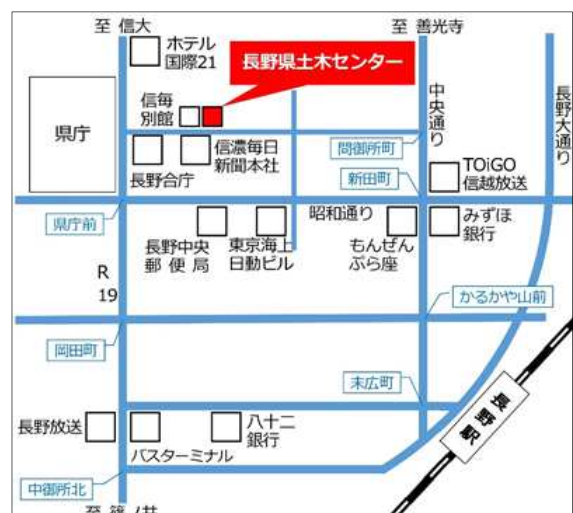 至 信大
至 善光寺
ホテル
国際21
長野県土木センター
信毎
別館
県庁
中央通り
長野大通り
問御所町
信濃毎日
新聞本社
長野合庁
TOiGO
信越放送
新田町
県庁前
昭和通り
みずほ
銀行
長野中央
郵便局
東京海上
日動ビル
もんぜん
ぷら座
R
19
かるかや山前
岡田町
末広町
長野駅
長野放送
八十二
銀行
バスターミナル
中御所北
至 篠ノ井